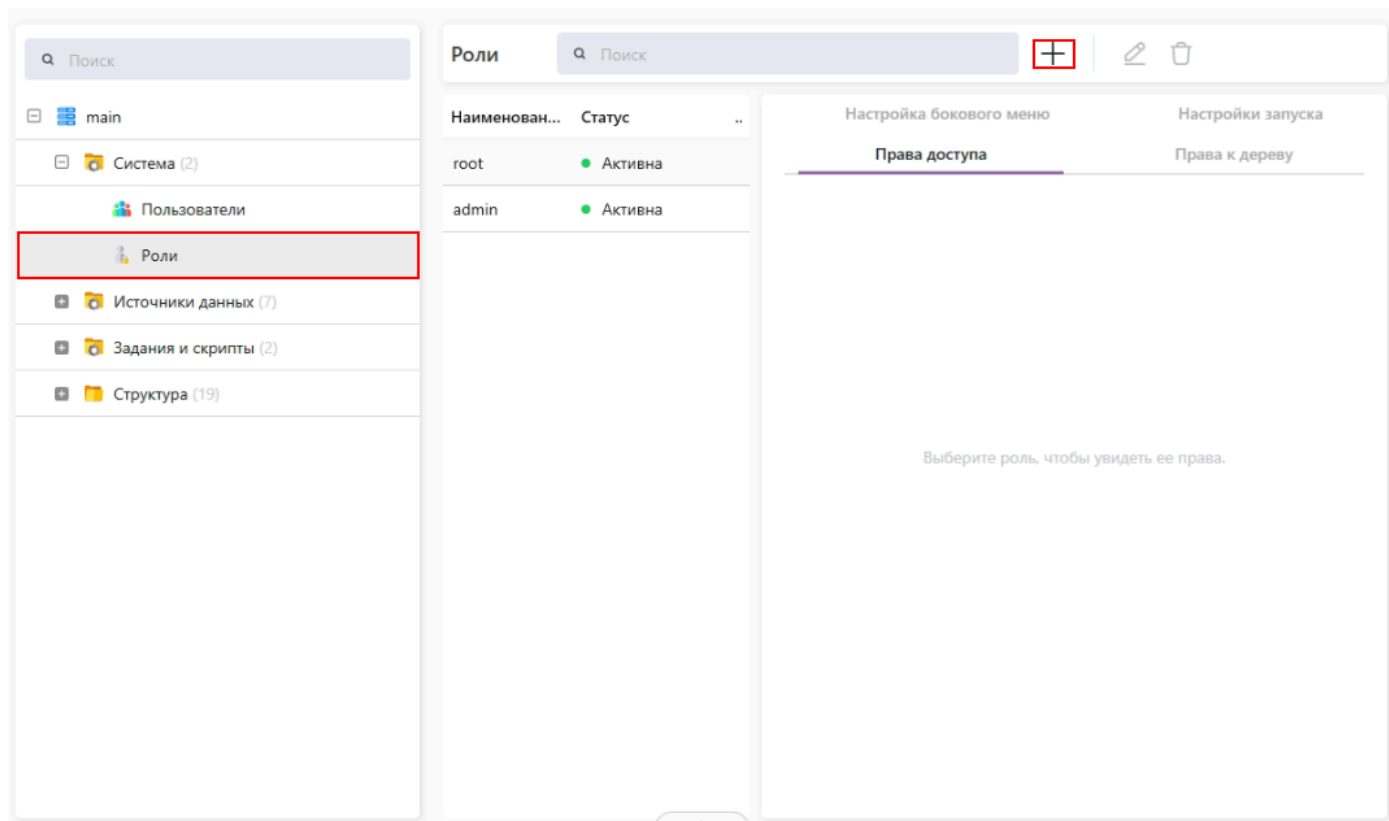 Поиск
main
Система (2)
Пользователи
Роли
Источники данных (7)
Задания и скрипты (2)
Структура (19)
Роли Поиск
Наименован... Статус ..
root Активна
admin Активна
Настройка бокового меню Настройки запуска
Права доступа Права к дереву
Выберите роль, чтобы увидеть ее права.